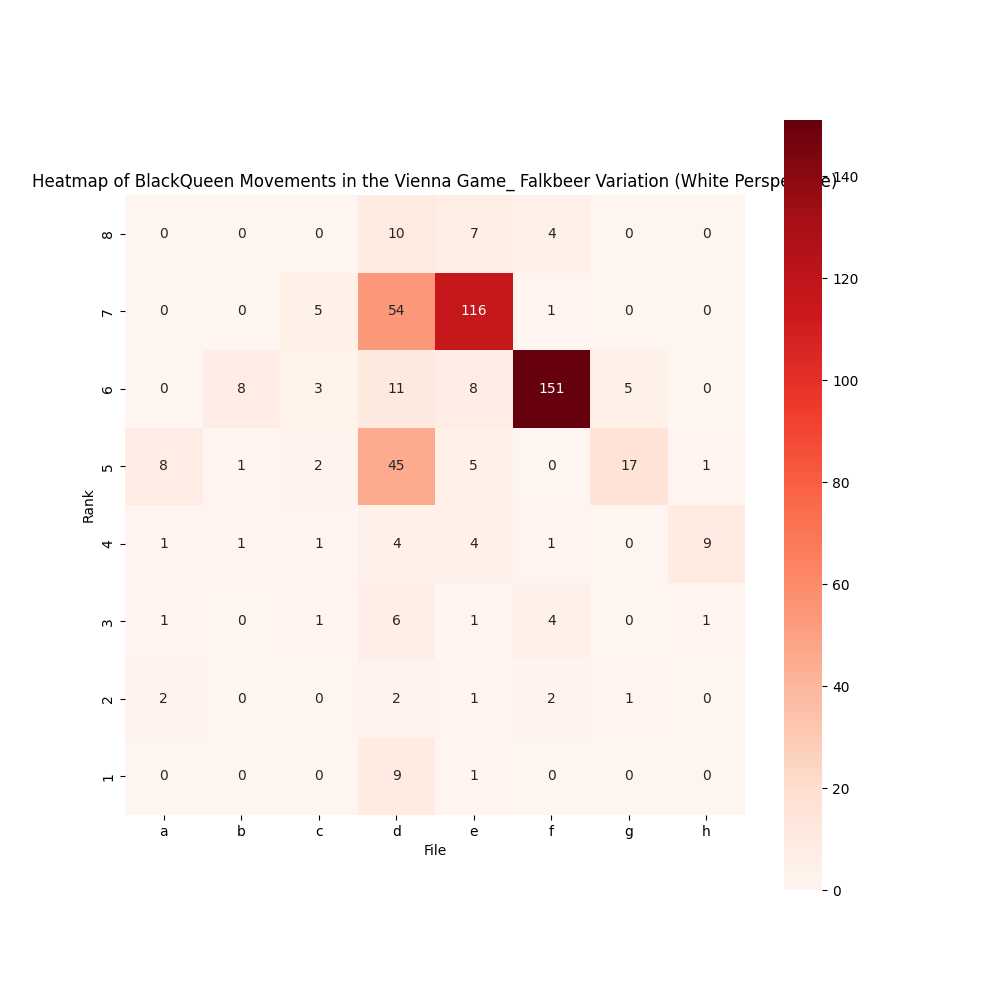 Heatmap of BlackQueen Movements in the Vienna Game_ Falkbeer Variation (White Perspective)
140
8 0 0 0 10 7 4 0 0
120
7 0 0 5 54 116 1 0 0
100
6 0 8 3 11 8 151 5 0
80
5 8 1 2 45 5 0 17 1
Rank
4 1 1 1 4 4 1 0 9
60
3 1 0 1 6 1 4 0 1
40
2 2 0 0 2 1 2 1 0
20
1 0 0 0 9 1 0 0 0
a b c d e f g h
File
0